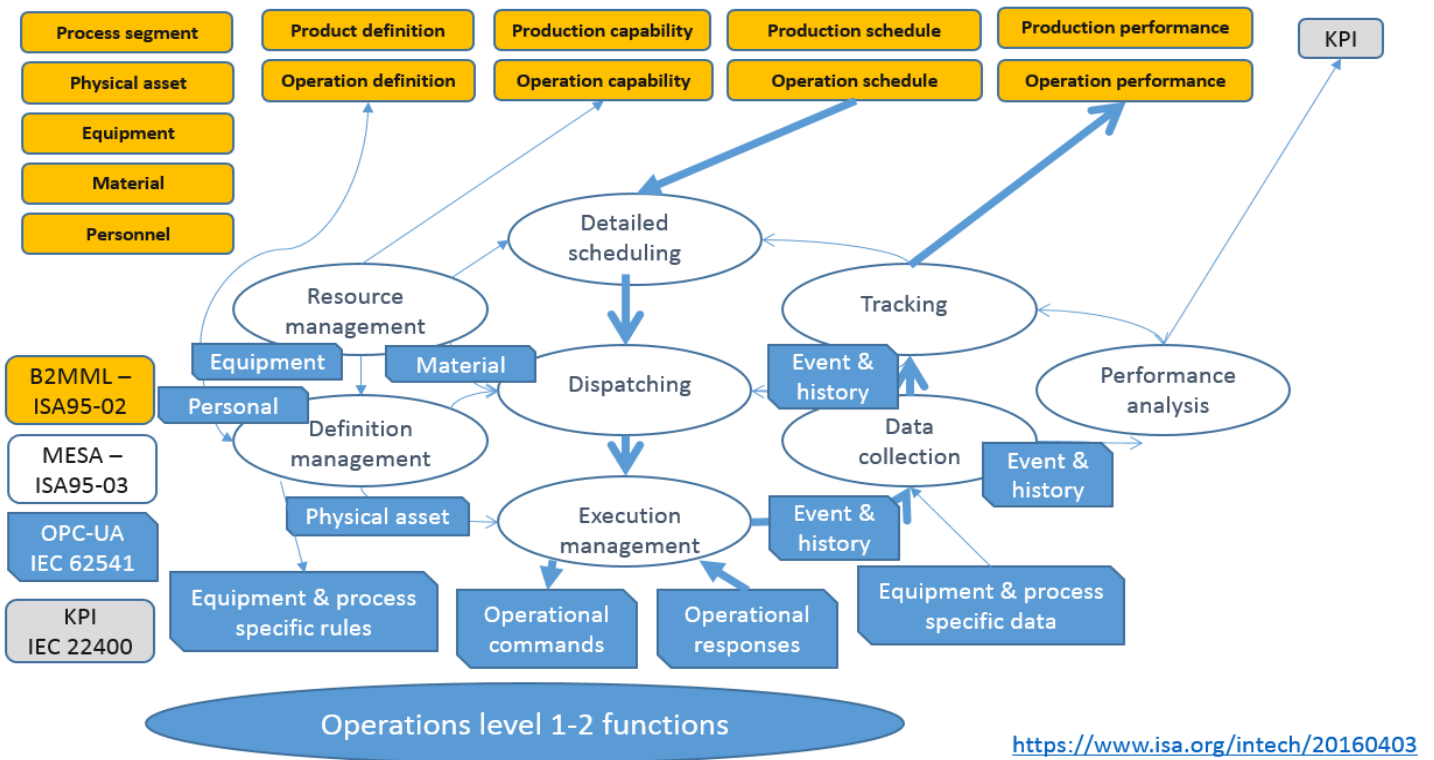 Process segment
Product definition
Production capability
Production schedule
Production performance
KPI
Physical asset
Operation definition
Operation capability
Operation schedule
Operation performance
Equipment
Material
Personnel
Detailed
scheduling
Resource
management
Tracking
Equipment
Material
Dispatching
Event &
history
Performance
analysis
B2MML –
ISA95-02
Personal
Definition
management
Data
collection
MESA –
ISA95-03
Event &
history
Physical asset
Execution
management
Event &
history
OPC-UA
IEC 62541
Equipment & process
specific rules
Operational
commands
Operational
responses
Equipment & process
specific data
KPI
IEC 22400
Operations level 1-2 functions
https://www.isa.org/intech/20160403